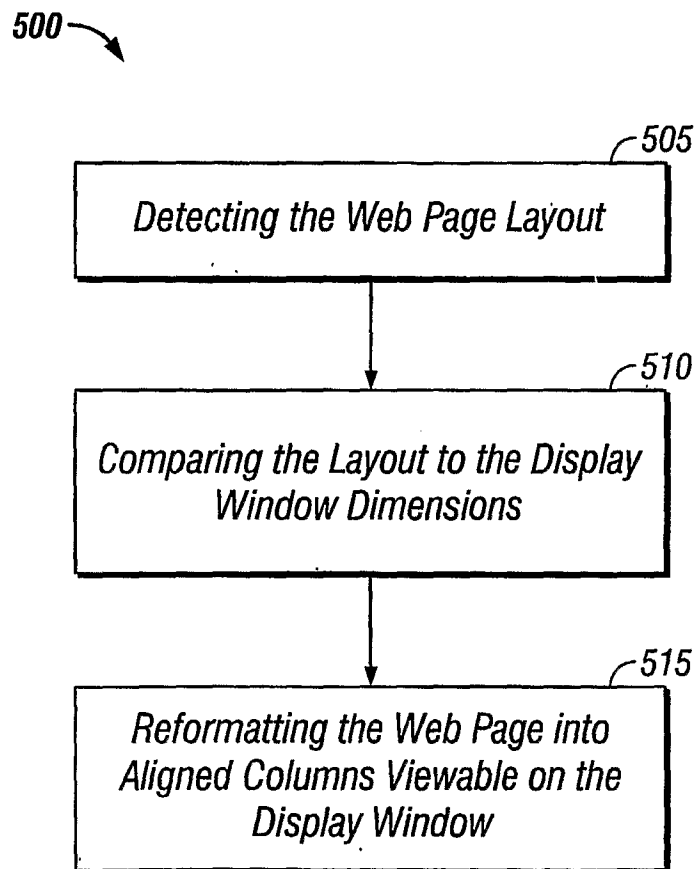 500
505
Detecting the Web Page Layout
510
Comparing the Layout to the Display
Window Dimensions
515
Reformatting the Web Page into
Aligned Columns Viewable on the
Display Window